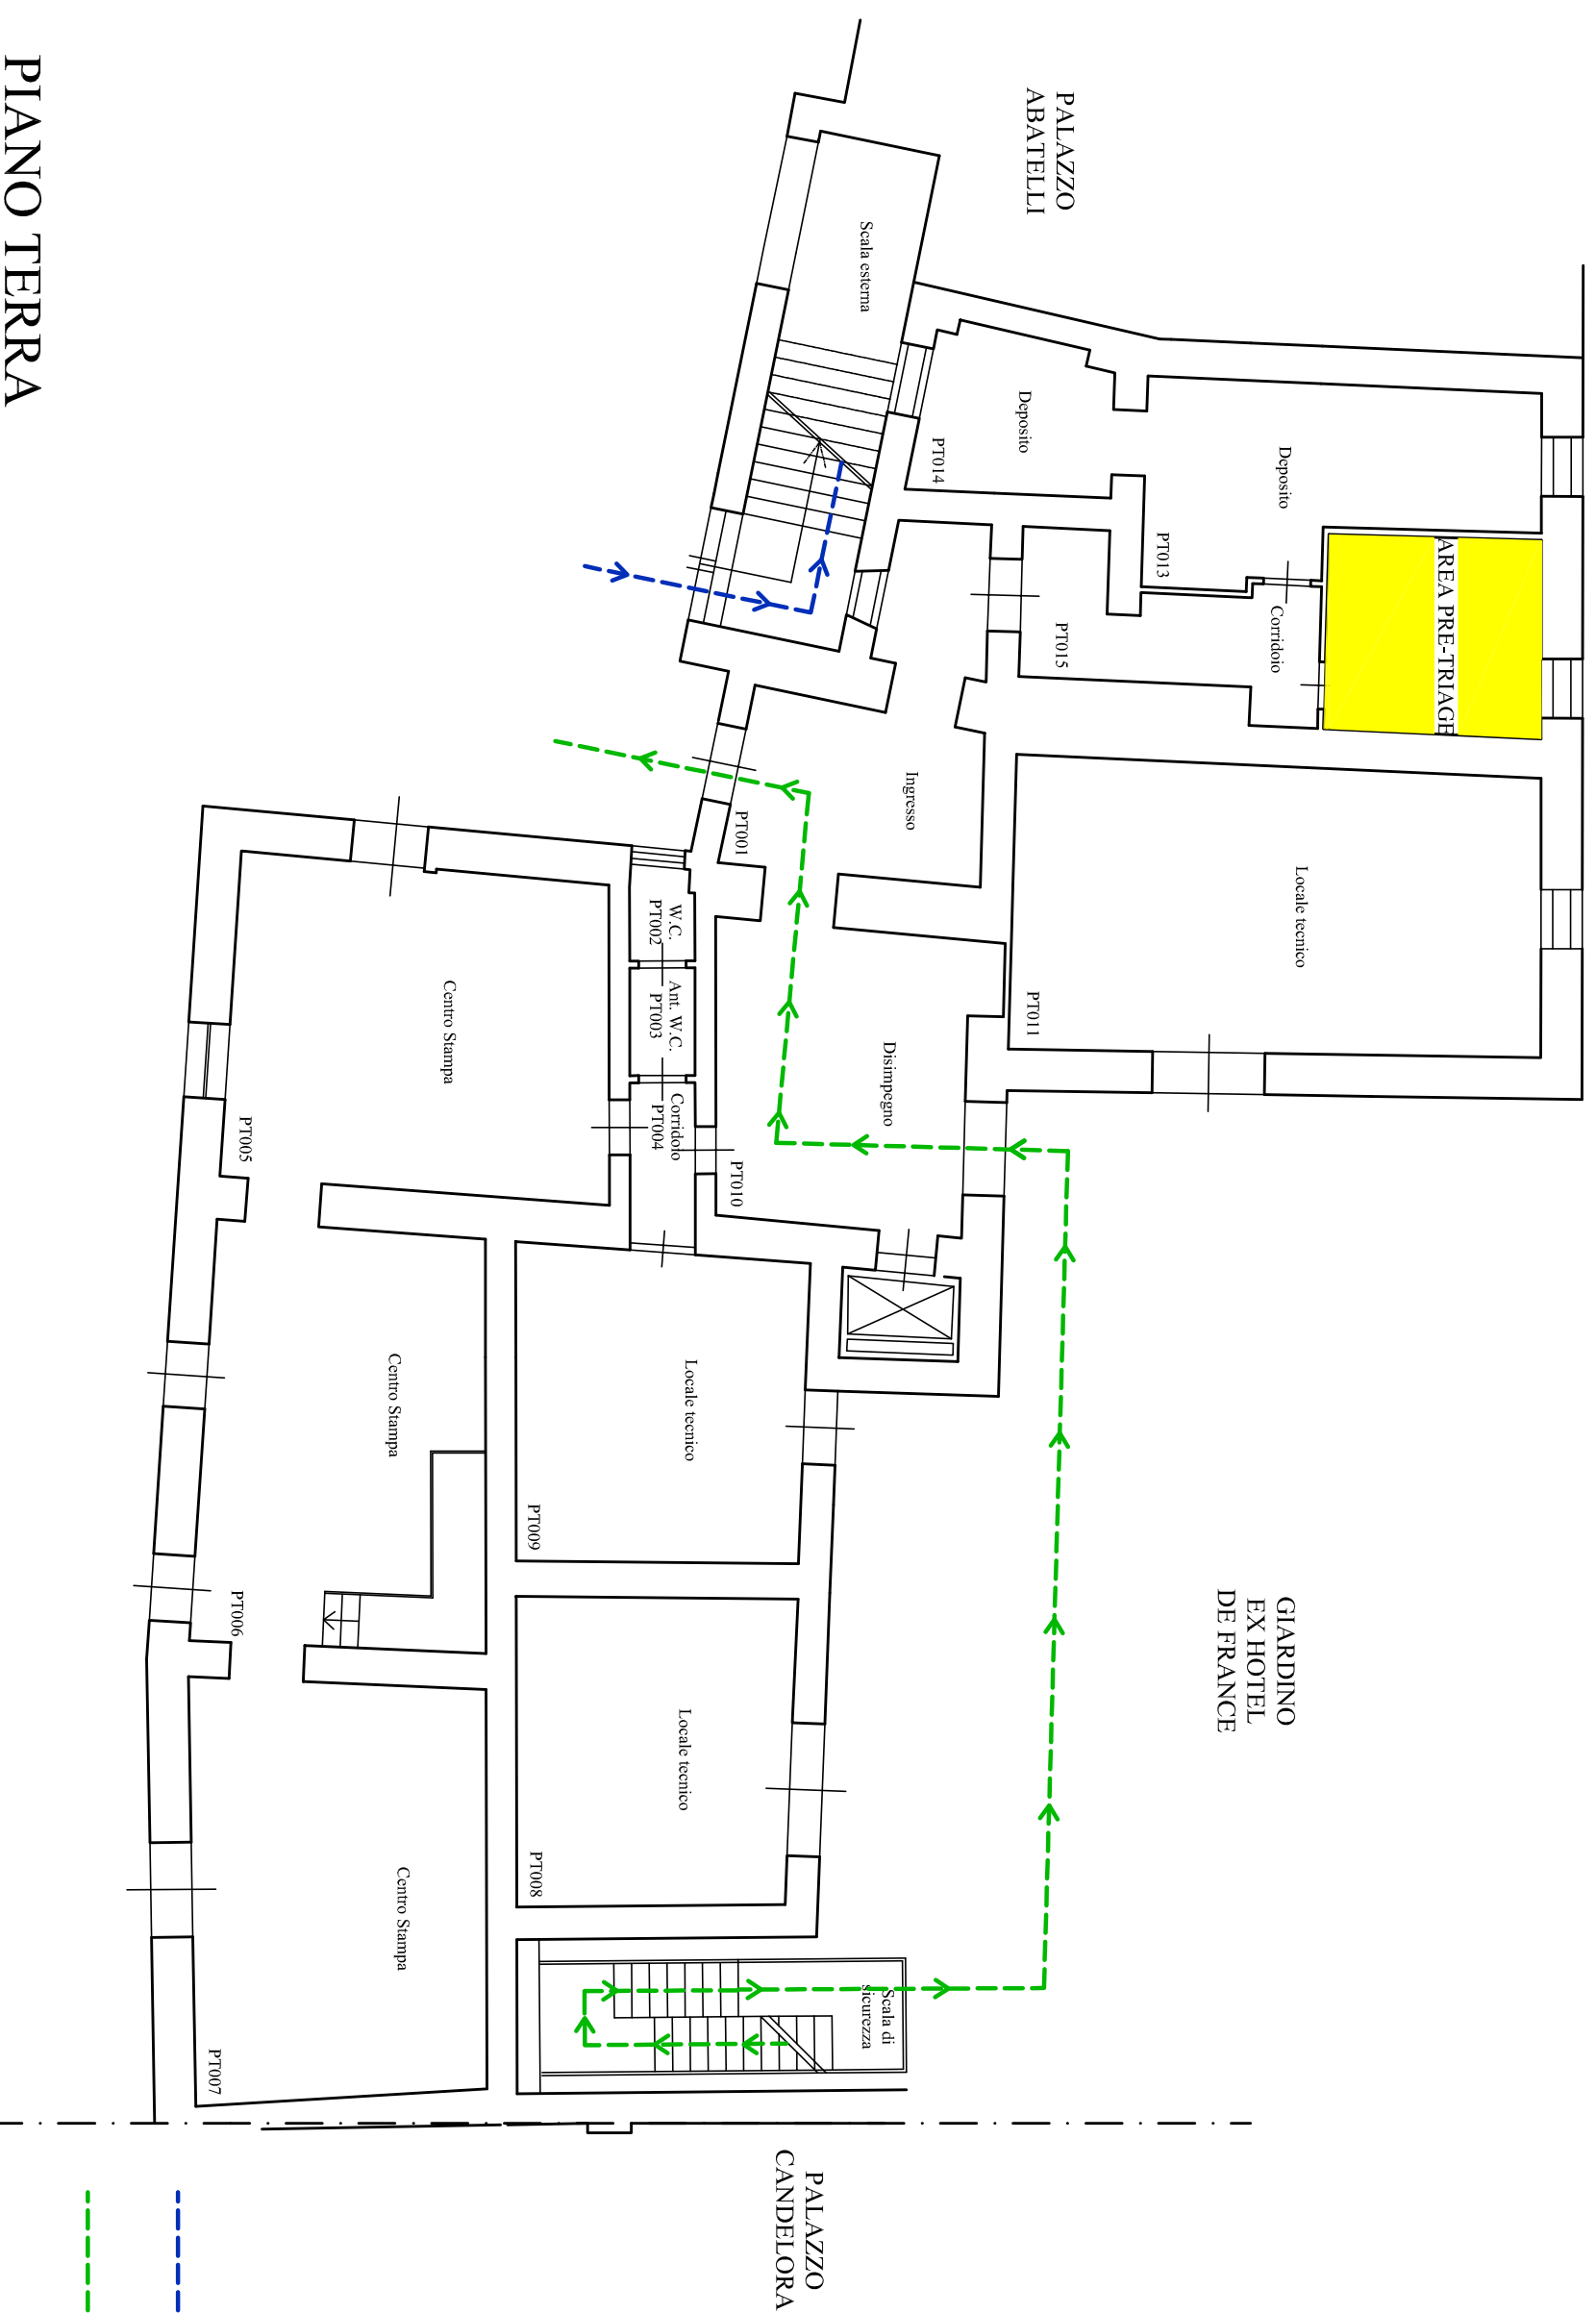 PALAZZO
ABATELLI
Scala esterna
Deposito
PT014
Deposito
PT013
AREA PRE-TRIAGE
Corridoio
PT015
Ingresso
PT001
Locale tecnico
PT011
W.C.
PT002
Ant. W.C.
PT003
Corridoio
PT004
Disimpegno
PT010
Centro Stampa
PT005
Centro Stampa
PT006
Locale tecnico
PT009
Locale tecnico
PT008
Centro Stampa
PT007
Scala di
sicurezza
GIARDINO
EX HOTEL
DE FRANCE
PALAZZO
CANDELORA
PIANO TERRA